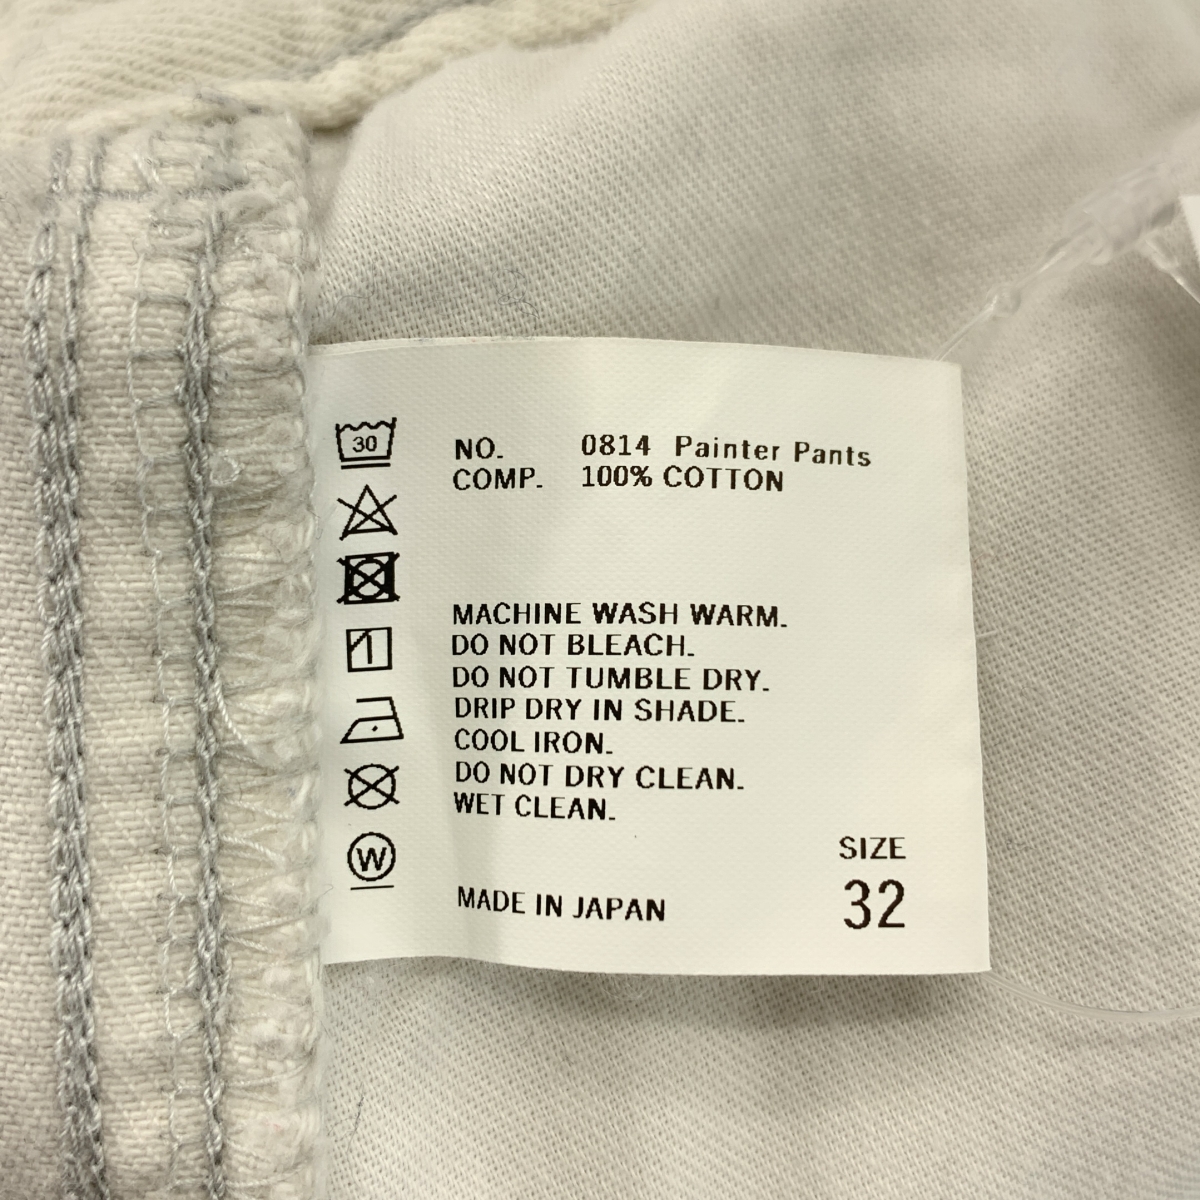 30
NO. 0814 Painter Pants
COMP. 100% COTTON
MACHINE WASH WARM.
DO NOT BLEACH.
DO NOT TUMBLE DRY.
DRIP DRY IN SHADE.
COOL IRON.
DO NOT DRY CLEAN.
WET CLEAN.
W
SIZE
32
MADE IN JAPAN